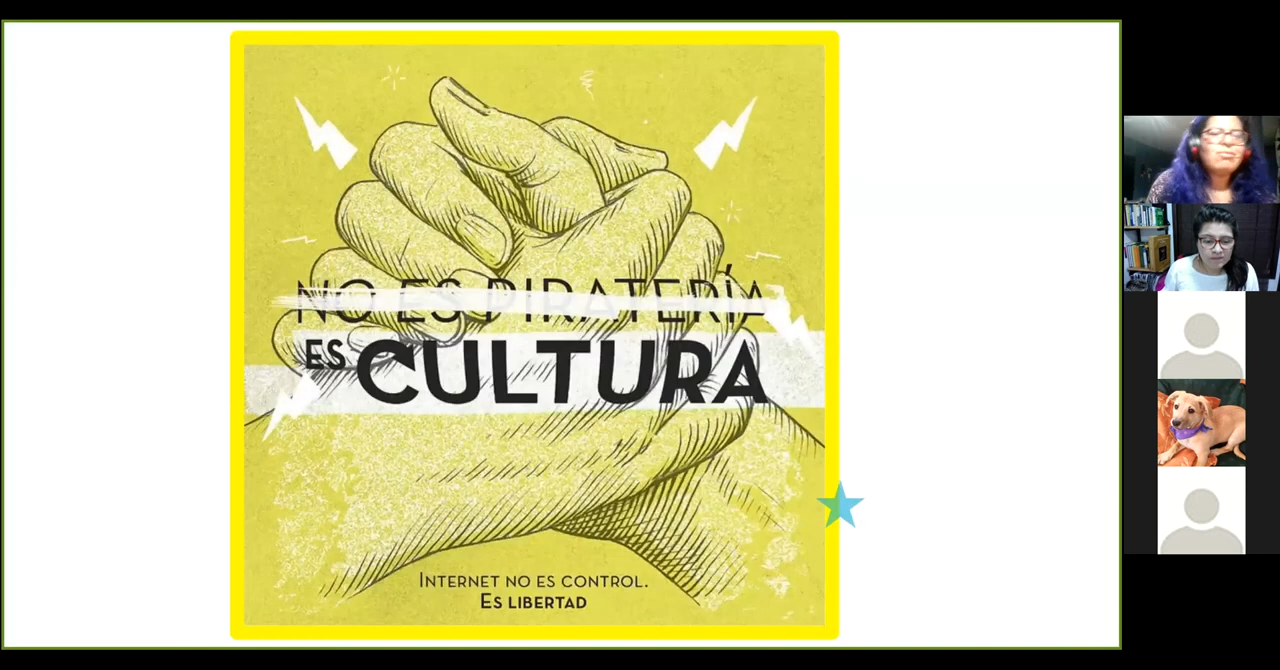 NO ES PIRATERÍA
ES CULTURA
INTERNET NO ES CONTROL.
ES LIBERTAD